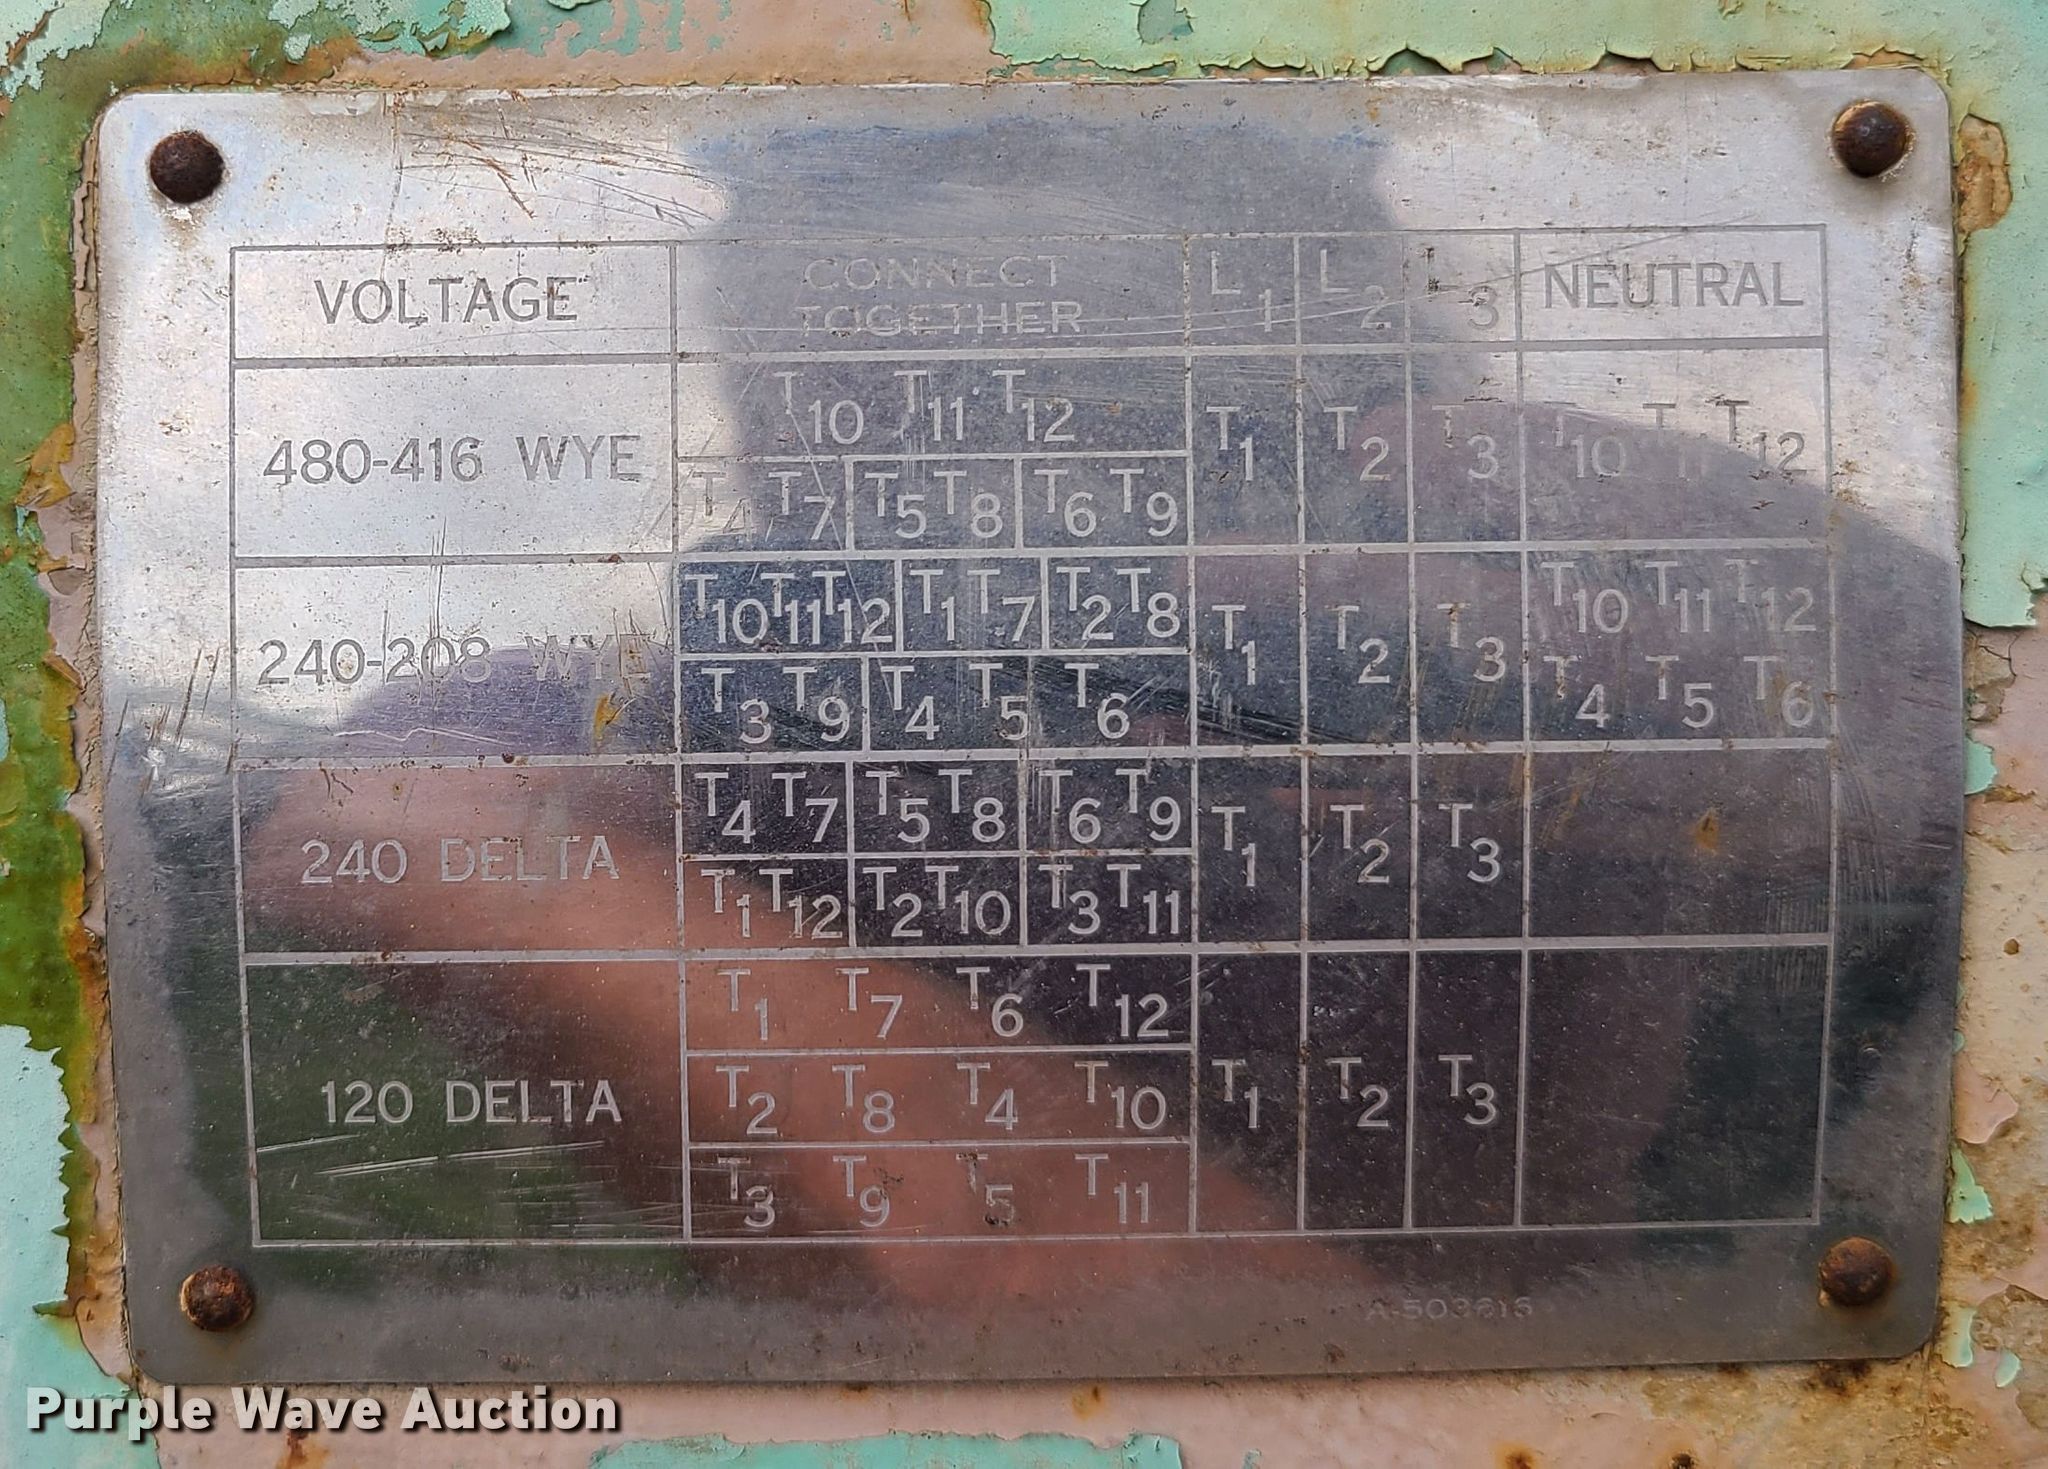 VOLTAGE CONNECT TOGETHER L1 L2 L3 NEUTRAL
480-416 WYE
T10 T11 T12
T4 T7 T5 T8 T6 T9
T1 T2 T3 T10 T11 T12
240-208 WYE
T10 T11 T12 T1 T7 T2 T8
T3 T9 T4 T5 T6
T1 T2 T3
T10 T11 T12
T4 T5 T6
240 DELTA
T4 T7 T5 T8 T6 T9
T1 T12 T2 T10 T3 T11
T1 T2 T3
120 DELTA
T1 T7 T6 T12
T2 T8 T4 T10
T3 T9 T5 T11
T1 T2 T3
Purple Wave Auction